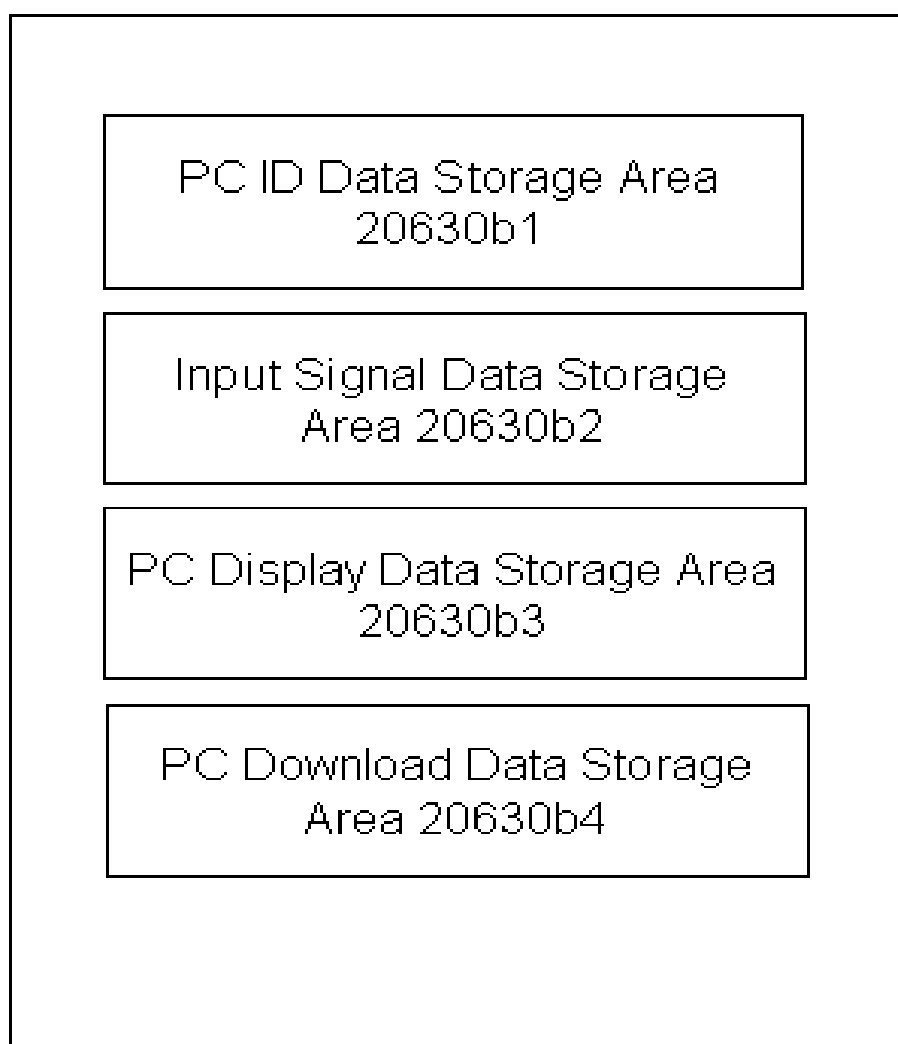 PC ID Data Storage Area
20630b1
Input Signal Data Storage
Area 20630b2
PC Display Data Storage Area
20630b3
PC Download Data Storage
Area 20630b4